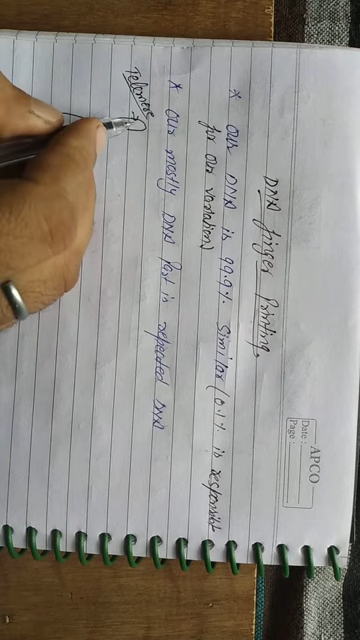 APCO
Date:
Page:
DNA finger Printing.
* our DNA is 99.9% similar (0.1% is responsible
for our variation)
* our mostly DNA part is repeated DNA
Telomere